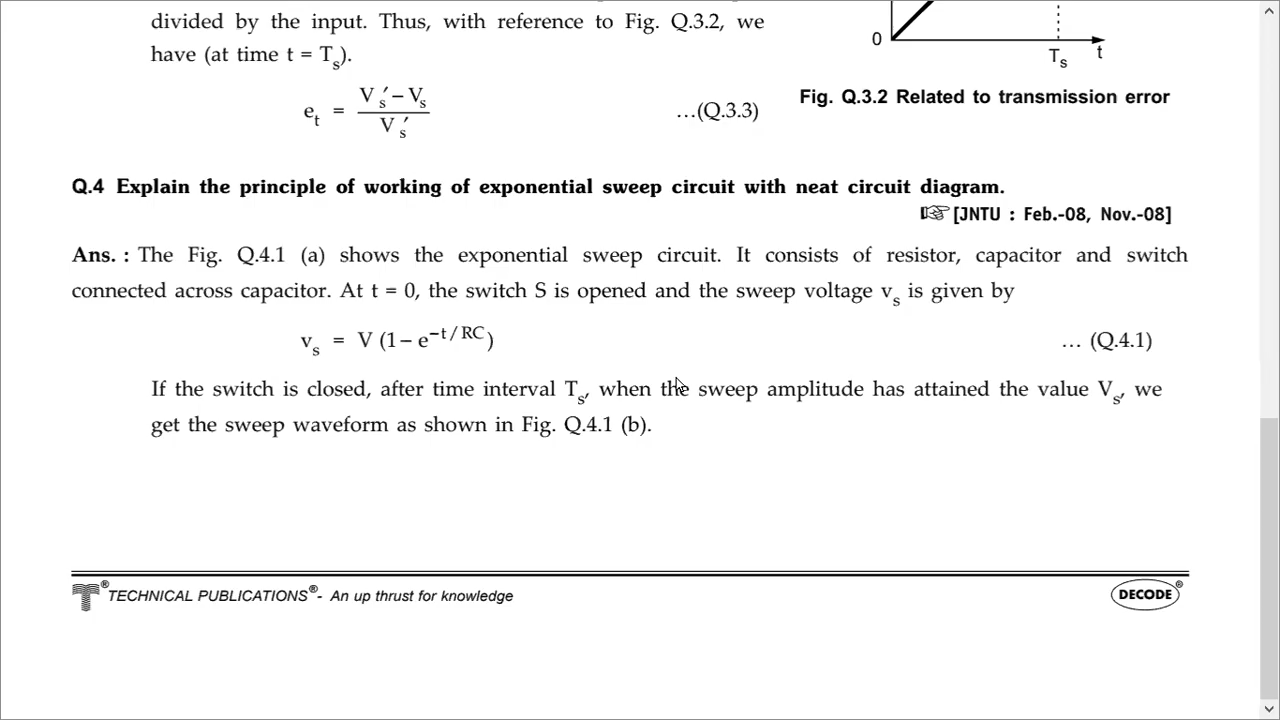 divided by the input. Thus, with reference to Fig. Q.3.2, we
have (at time t = Ts).
0
Ts
t
et = Vs′ – Vs / Vs′ …(Q.3.3)
Fig. Q.3.2 Related to transmission error
Q.4 Explain the principle of working of exponential sweep circuit with neat circuit diagram.
☞ [JNTU : Feb.-08, Nov.-08]
Ans. : The Fig. Q.4.1 (a) shows the exponential sweep circuit. It consists of resistor, capacitor and switch
connected across capacitor. At t = 0, the switch S is opened and the sweep voltage vs is given by
vs = V (1 – e–t / RC) … (Q.4.1)
If the switch is closed, after time interval Ts, when the sweep amplitude has attained the value Vs, we
get the sweep waveform as shown in Fig. Q.4.1 (b).
T® TECHNICAL PUBLICATIONS®- An up thrust for knowledge
DECODE®